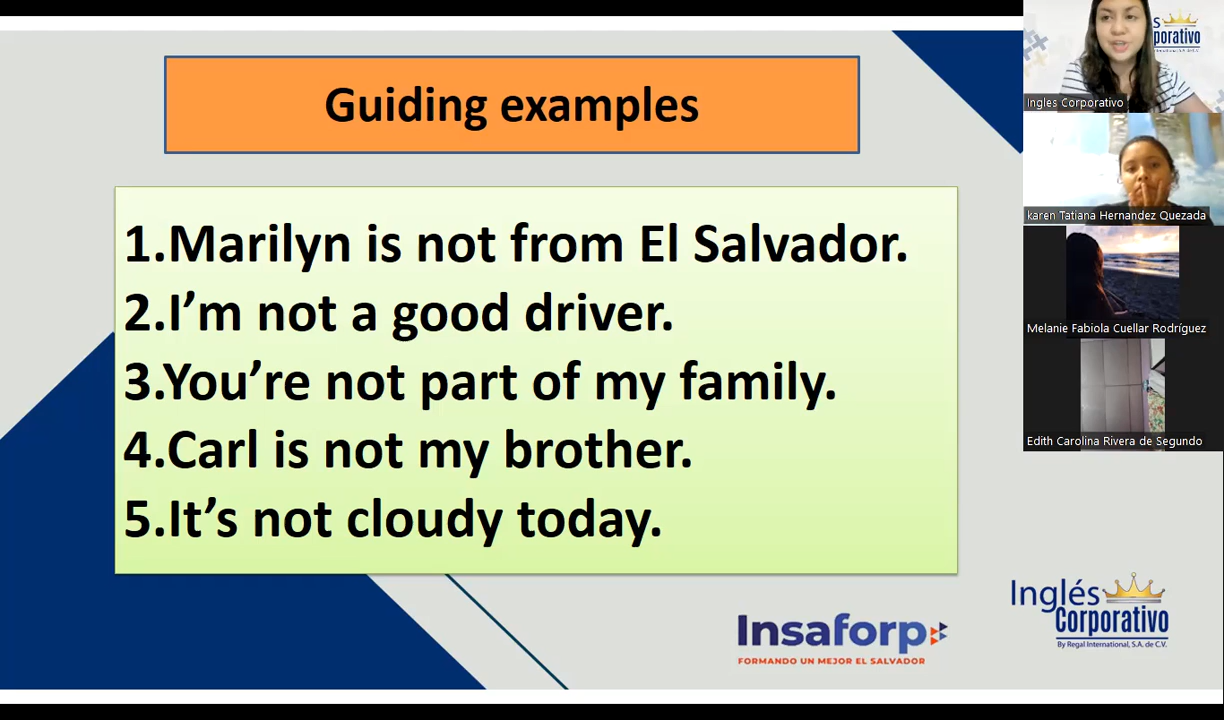 Guiding examples
1.Marilyn is not from El Salvador.
2.I'm not a good driver.
3.You're not part of my family.
4.Carl is not my brother.
5.It's not cloudy today.
Insaforp
FORMANDO UN MEJOR EL SALVADOR
Inglés
Corporativo
By Regal International, S.A. de C.V.
s
porativo
Ingles Corporativo
karen Tatiana Hernandez Quezada
Melanie Fabiola Cuellar Rodríguez
Edith Carolina Rivera de Segundo